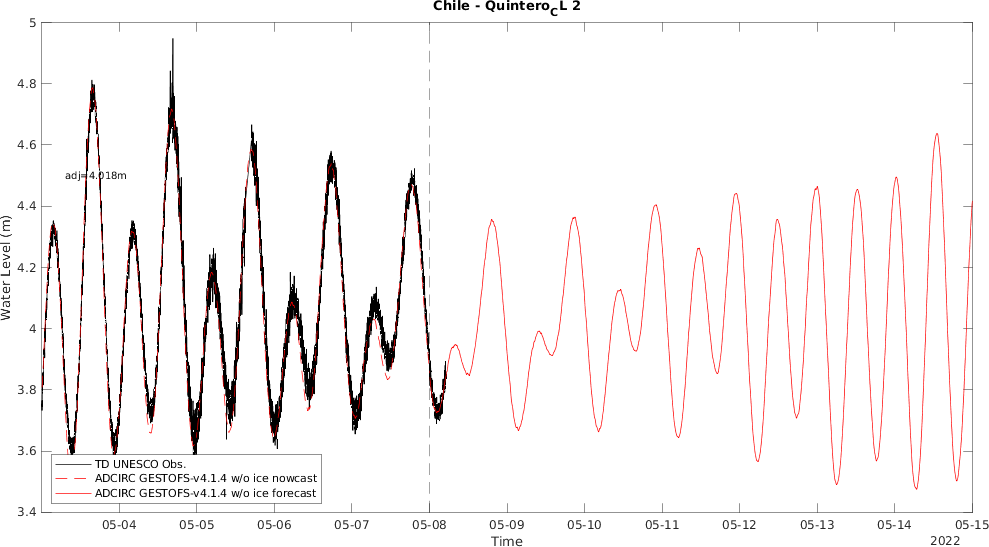 Chile - Quintero_CL 2
5
4.8
4.6
adj=4.018m
4.4
4.2
Water Level (m)
4
3.8
3.6
3.4
TD UNESCO Obs.
ADCIRC GESTOFS-v4.1.4 w/o ice nowcast
ADCIRC GESTOFS-v4.1.4 w/o ice forecast
05-04 05-05 05-06 05-07 05-08 05-09 05-10 05-11 05-12 05-13 05-14 05-15
Time
2022